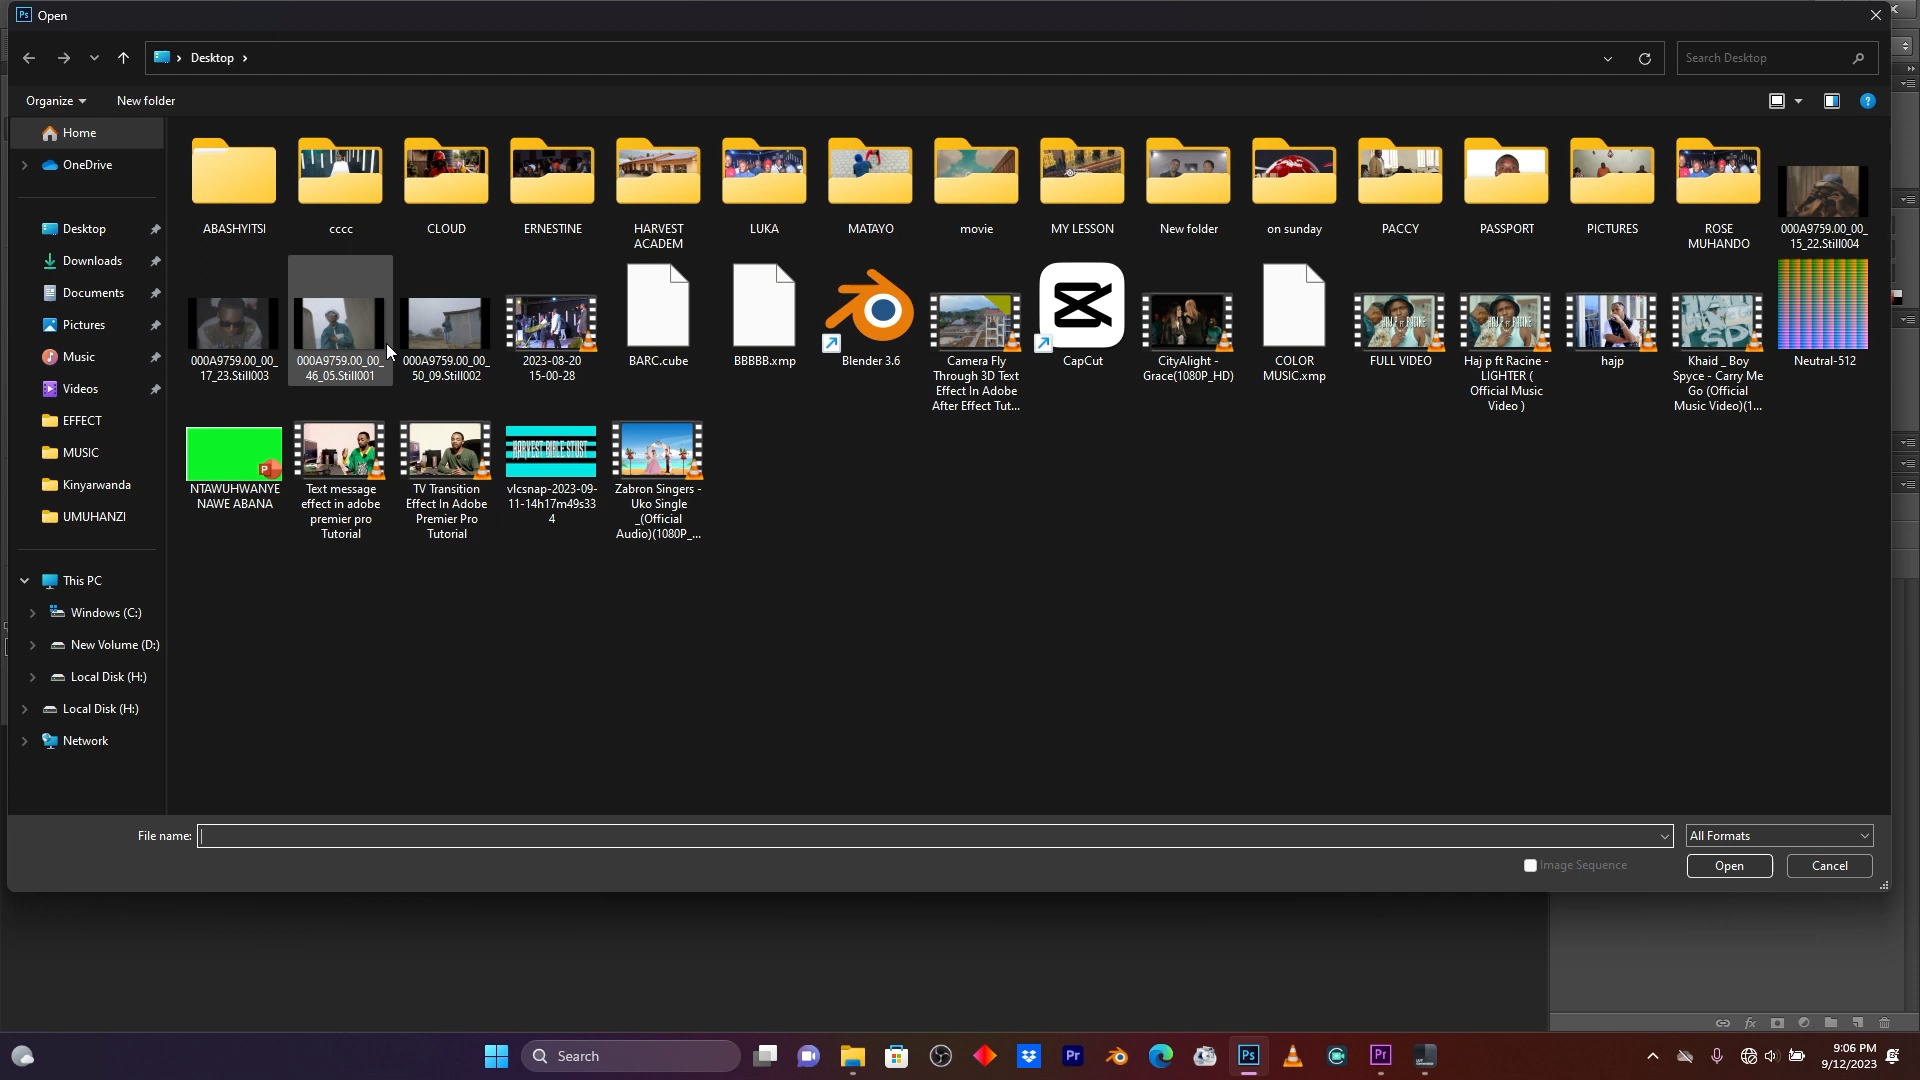 Ps Open
Desktop
Search Desktop
Organize
New folder
Home
OneDrive
Desktop
Downloads
Documents
Pictures
Music
Videos
EFFECT
MUSIC
Kinyarwanda
UMUHANZI
This PC
Windows (C:)
New Volume (D:)
Local Disk (H:)
Local Disk (H:)
Network
ABASHYITSI
cccc
CLOUD
ERNESTINE
HARVEST
ACADEM
LUKA
MATAYO
movie
MY LESSON
New folder
on sunday
PACCY
PASSPORT
PICTURES
ROSE
MUHANDO
000A9759.00_00_
15_22.Still004
000A9759.00_00_
17_23.Still003
000A9759.00_00_
46_05.Still001
000A9759.00_00_
50_09.Still002
2023-08-20
15-00-28
BARC.cube
BBBBB.xmp
Blender 3.6
Camera Fly
Through 3D Text
Effect In Adobe
After Effect Tut...
CapCut
CityAlight -
Grace(1080P_HD)
COLOR
MUSIC.xmp
FULL VIDEO
Haj p ft Racine -
LIGHTER (
Official Music
Video )
hajp
Khaid _ Boy
Spyce - Carry Me
Go (Official
Music Video)(1...
Neutral-512
P
NTAWUHWANYE
NAWE ABANA
Text message
effect in adobe
premier pro
Tutorial
TV Transition
Effect In Adobe
Premier Pro
Tutorial
HARVEST BIBLE STUST
vlcsnap-2023-09-
11-14h17m49s33
4
Zabron Singers -
Uko Single
_(Official
Audio)(1080P_...
File name:
All Formats
Image Sequence
Open
Cancel
fx
Search
Pr
Ps
Pr
9:06 PM
9/12/2023